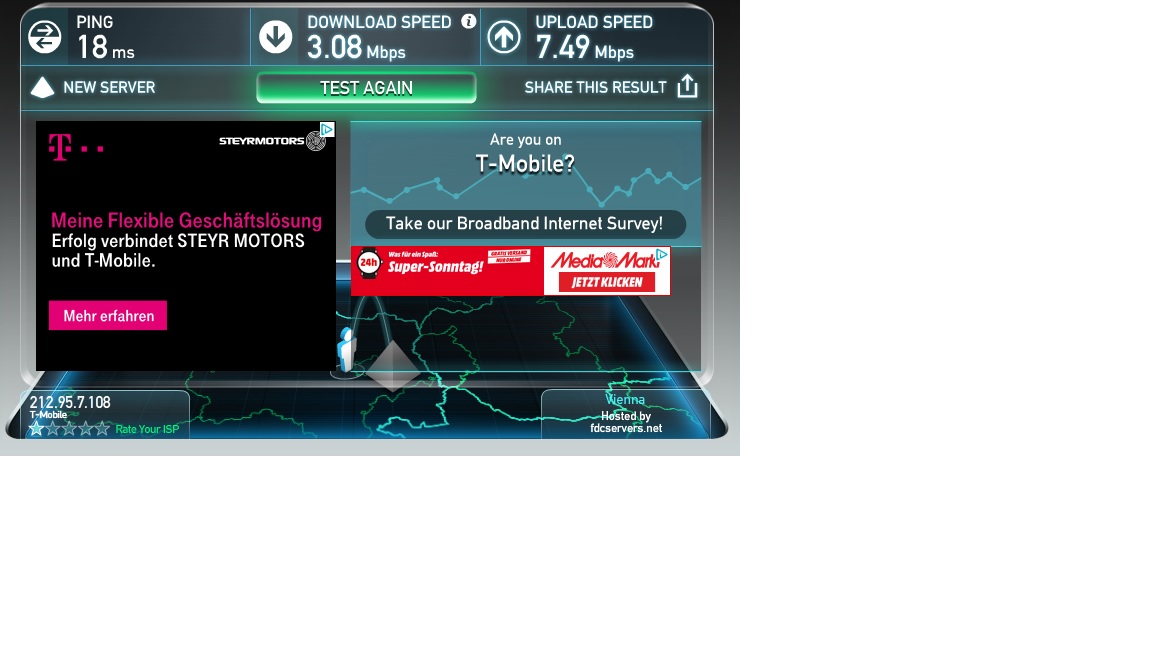 PING
18 ms
DOWNLOAD SPEED i
3.08 Mbps
UPLOAD SPEED
7.49 Mbps
NEW SERVER
TEST AGAIN
SHARE THIS RESULT
T
STEYRMOTORS
Meine Flexible Geschäftslösung
Erfolg verbindet STEYR MOTORS
und T-Mobile.
Mehr erfahren
Are you on
T-Mobile?
Take our Broadband Internet Survey!
24h
Was für ein Spaß:
Super-Sonntag!
GRATIS VERSAND
NUR ONLINE
Media Markt
JETZT KLICKEN
212.95.7.108
T-Mobile
Rate Your ISP
Vienna
Hosted by
fdcservers.net